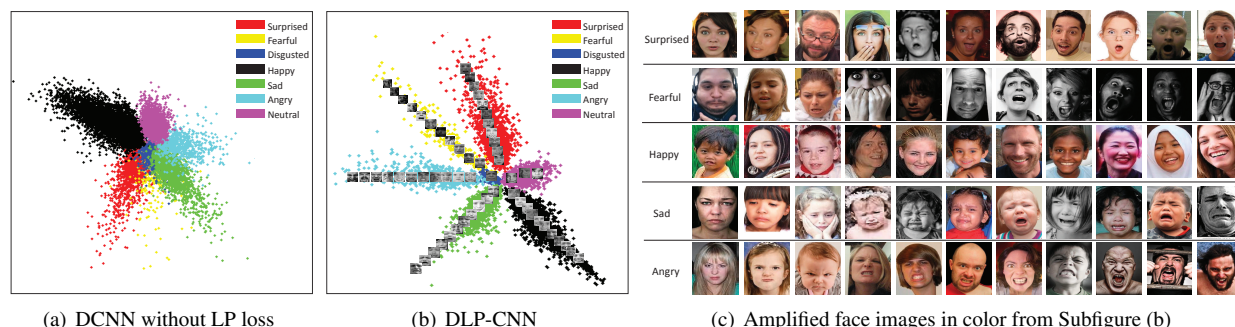 Surprised
Fearful
Disgusted
Happy
Sad
Angry
Neutral
Surprised
Fearful
Disgusted
Happy
Sad
Angry
Neutral
Surprised
Fearful
Happy
Sad
Angry
(a) DCNN without LP loss
(b) DLP-CNN
(c) Amplified face images in color from Subfigure (b)